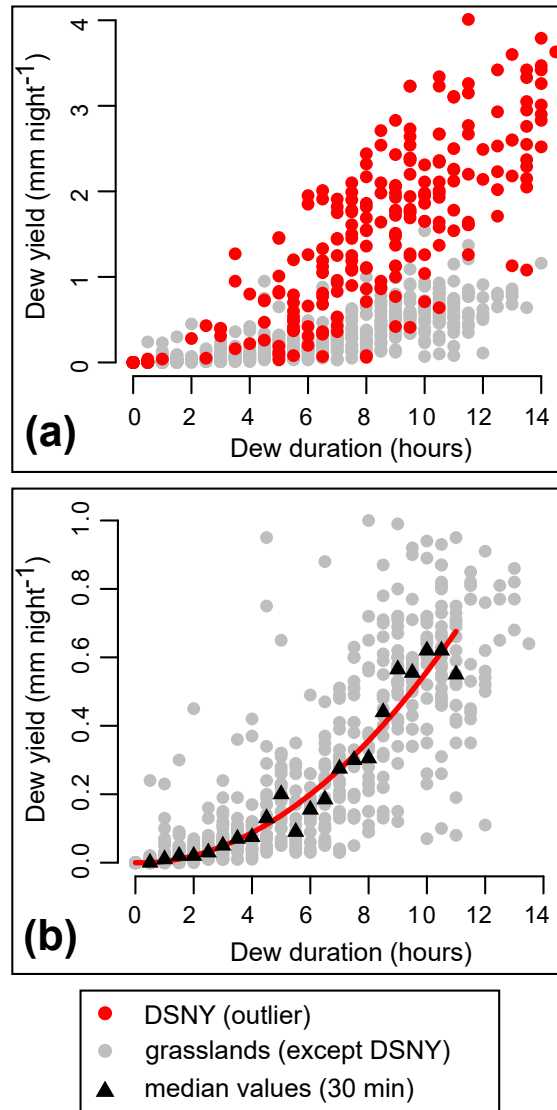 4
3
2
1
0
Dew yield (mm night⁻¹)
0 2 4 6 8 10 12 14
(a)
Dew duration (hours)
1.0
0.8
0.6
0.4
0.2
0.0
Dew yield (mm night⁻¹)
0 2 4 6 8 10 12 14
(b)
Dew duration (hours)
DSNY (outlier)
grasslands (except DSNY)
median values (30 min)